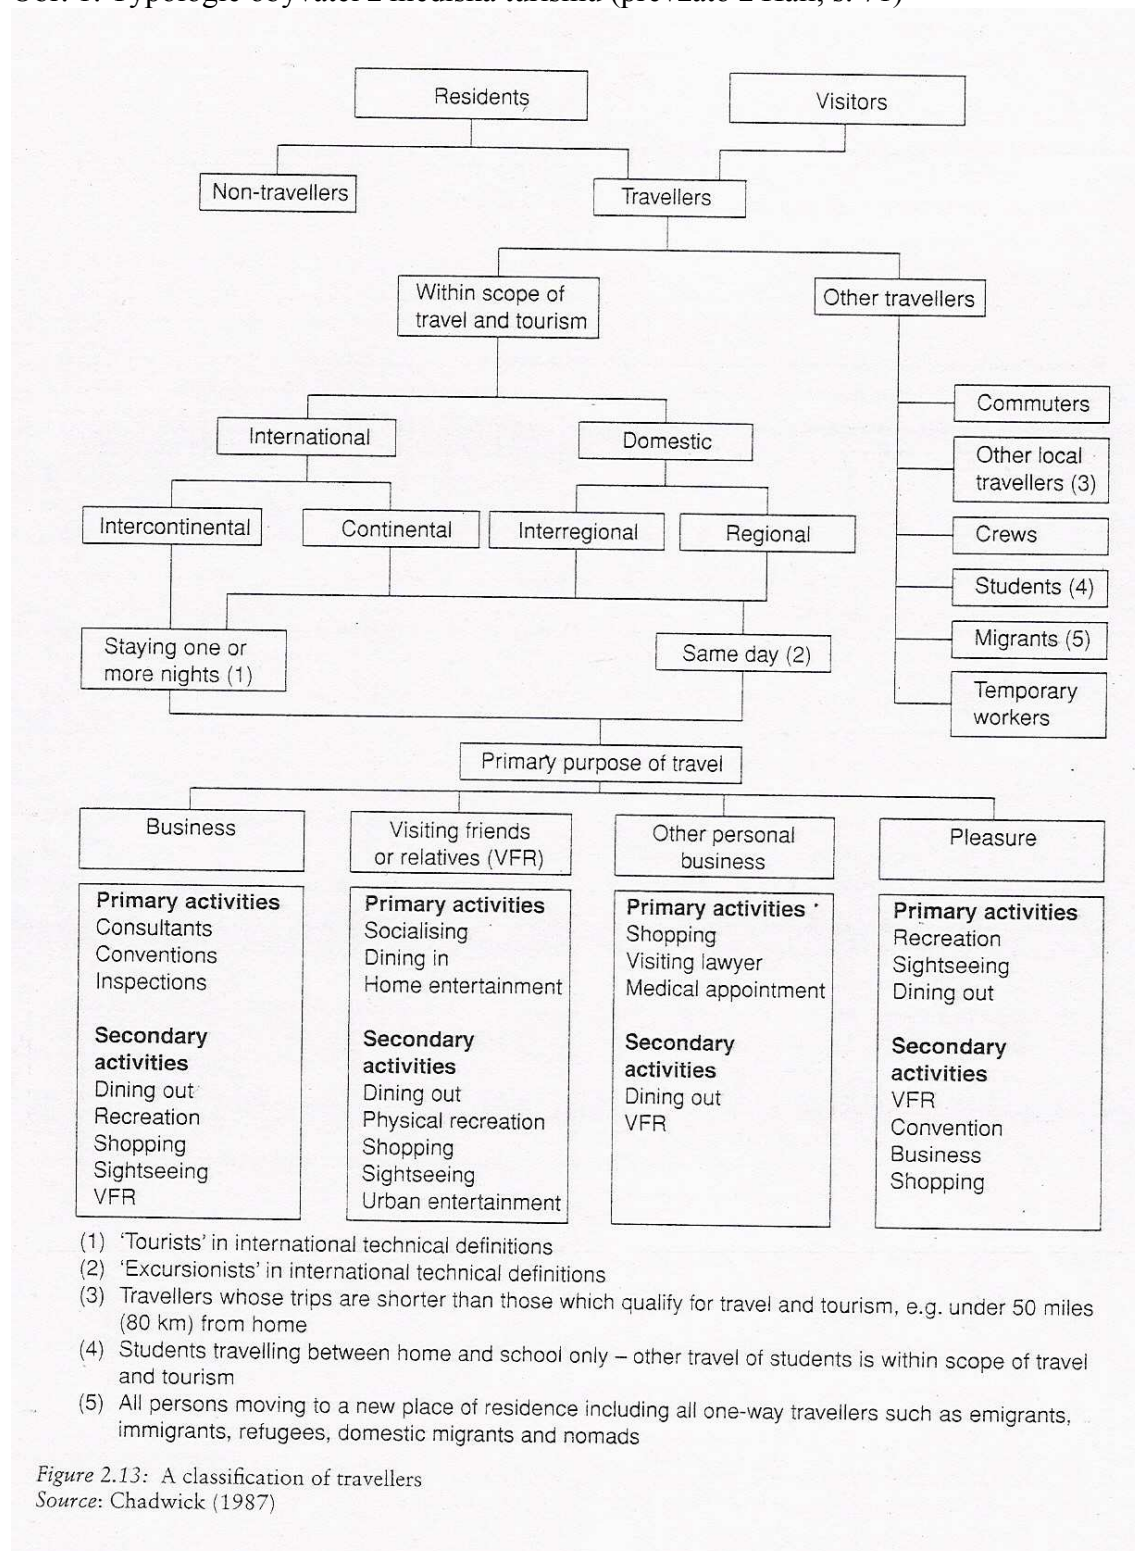 Residents
Visitors
Non-travellers
Travellers
Within scope of
travel and tourism
Other travellers
Commuters
International
Domestic
Other local
travellers (3)
Intercontinental
Continental
Interregional
Regional
Crews
Students (4)
Staying one or
more nights (1)
Same day (2)
Migrants (5)
Temporary
workers
Primary purpose of travel
Business
Visiting friends
or relatives (VFR)
Other personal
business
Pleasure
Primary activities
Consultants
Conventions
Inspections
Secondary
activities
Dining out
Recreation
Shopping
Sightseeing
VFR
Primary activities
Socialising
Dining in
Home entertainment
Secondary
activities
Dining out
Physical recreation
Shopping
Sightseeing
Urban entertainment
Primary activities
Shopping
Visiting lawyer
Medical appointment
Secondary
activities
Dining out
VFR
Primary activities
Recreation
Sightseeing
Dining out
Secondary
activities
VFR
Convention
Business
Shopping
(1) 'Tourists' in international technical definitions
(2) 'Excursionists' in international technical definitions
(3) Travellers whose trips are shorter than those which qualify for travel and tourism, e.g. under 50 miles
(80 km) from home
(4) Students travelling between home and school only – other travel of students is within scope of travel
and tourism
(5) All persons moving to a new place of residence including all one-way travellers such as emigrants,
immigrants, refugees, domestic migrants and nomads
Figure 2.13: A classification of travellers
Source: Chadwick (1987)